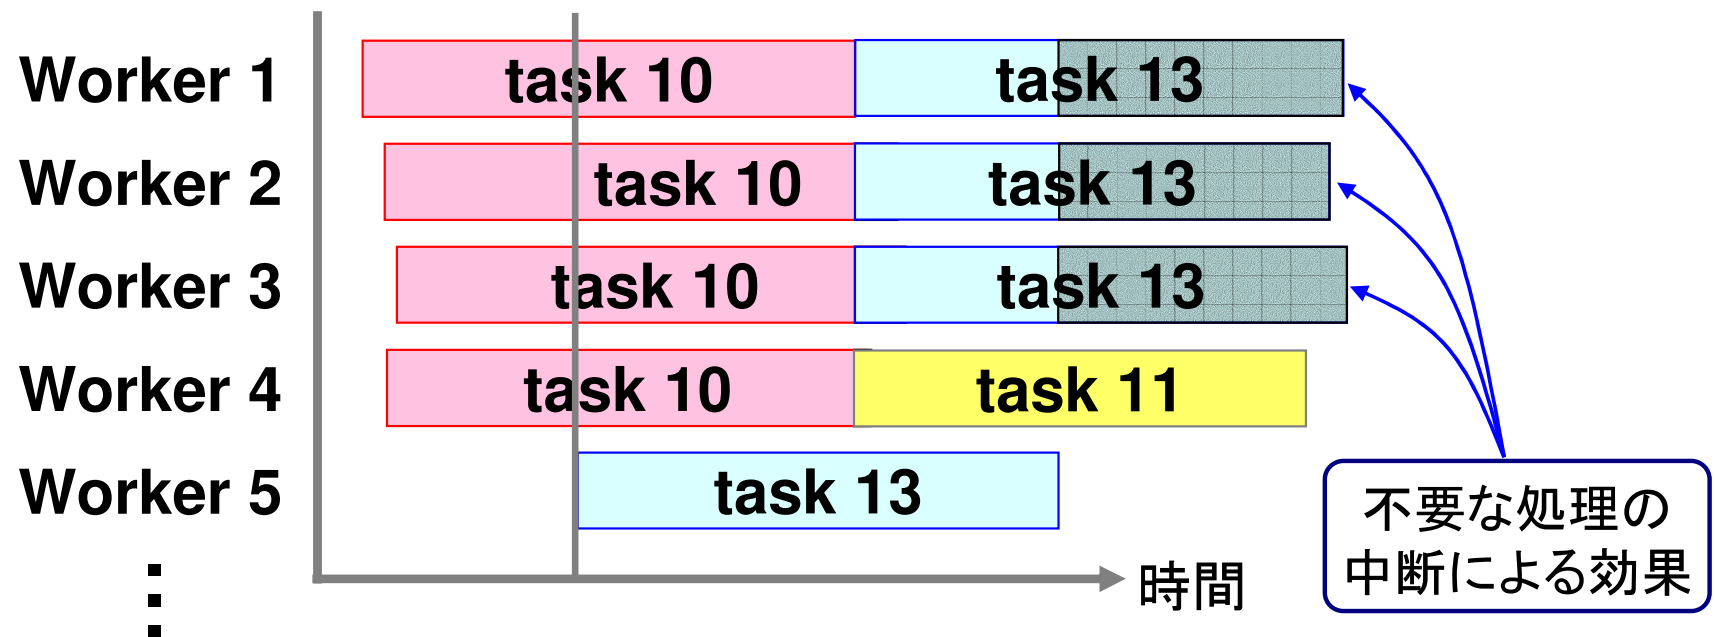 Worker 1 task 10 task 13
Worker 2 task 10 task 13
Worker 3 task 10 task 13
Worker 4 task 10 task 11
Worker 5 task 13
不要な処理の
中断による効果
時間